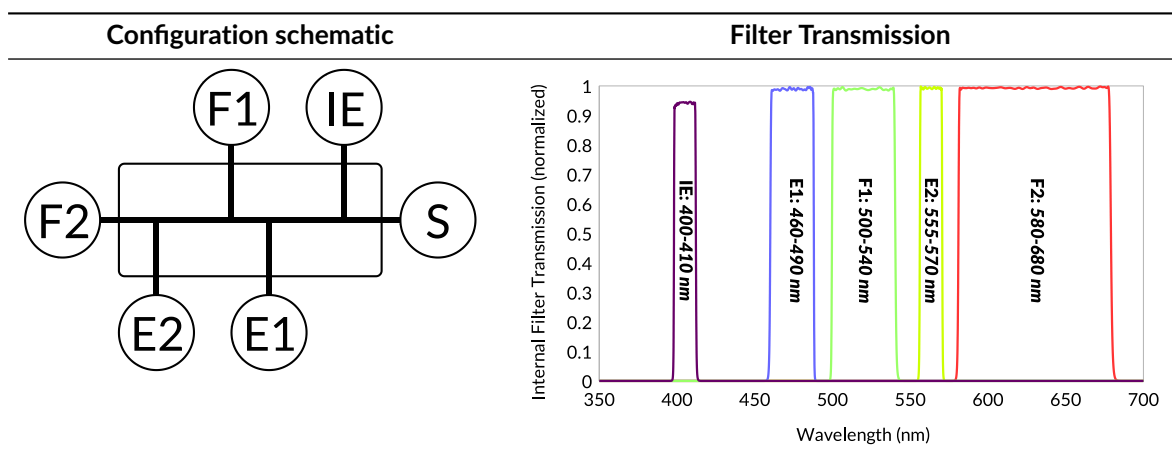 Configuration schematic
Filter Transmission
F1
IE
F2
S
E2
E1
Internal Filter Transmission (normalized)
1
0.9
0.8
0.7
0.6
0.5
0.4
0.3
0.2
0.1
0
IE: 400-410 nm
E1: 460-490 nm
F1: 500-540 nm
E2: 555-570 nm
F2: 580-680 nm
350
400
450
500
550
600
650
700
Wavelength (nm)